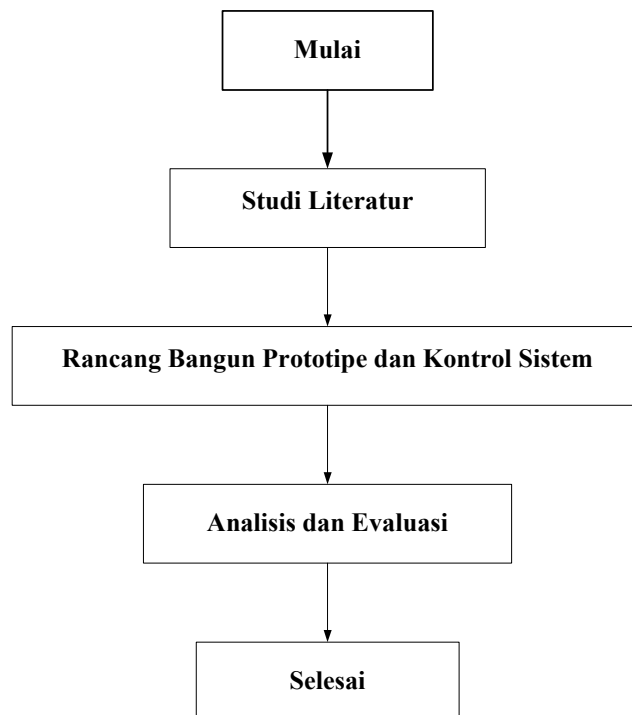 Mulai
Studi Literatur
Rancang Bangun Prototipe dan Kontrol Sistem
Analisis dan Evaluasi
Selesai